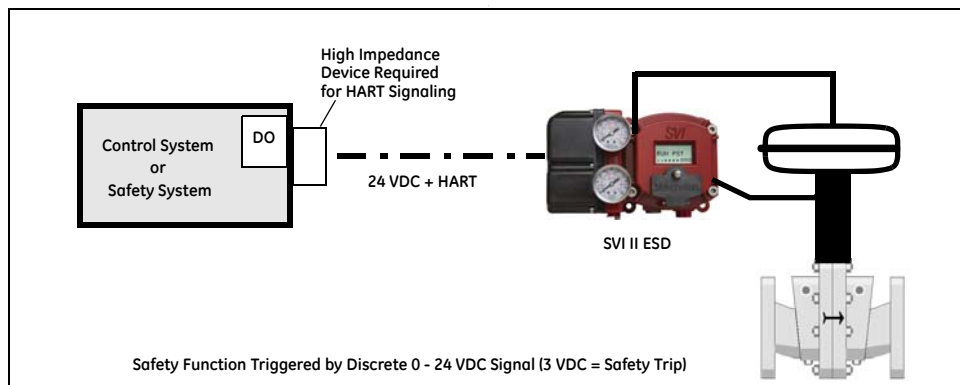 High Impedance
Device Required
for HART Signaling
DO
Control System
or
Safety System
24 VDC + HART
SVI
RUN PST
SVI II ESD
Safety Function Triggered by Discrete 0 - 24 VDC Signal (3 VDC = Safety Trip)